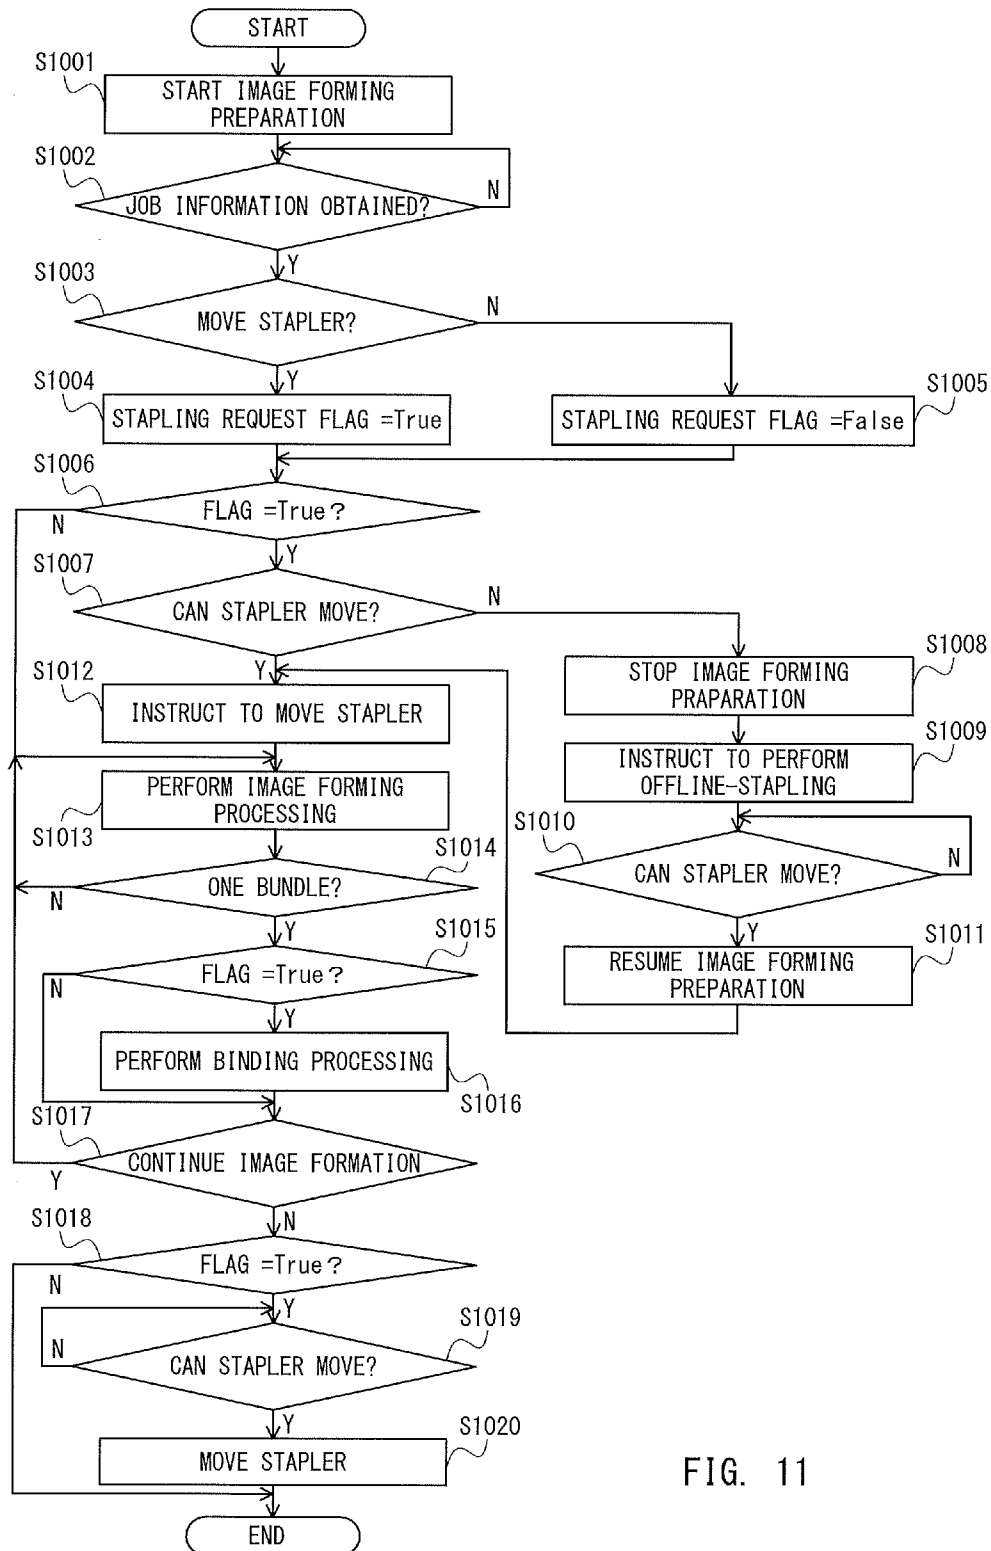 START
S1001
START IMAGE FORMING
PREPARATION
S1002
JOB INFORMATION OBTAINED?
N
Y
S1003
MOVE STAPLER?
N
Y
S1004
STAPLING REQUEST FLAG =True
S1005
STAPLING REQUEST FLAG =False
S1006
FLAG =True?
N
Y
S1007
CAN STAPLER MOVE?
N
Y
S1008
STOP IMAGE FORMING
PRAPARATION
S1009
INSTRUCT TO PERFORM
OFFLINE-STAPLING
S1010
CAN STAPLER MOVE?
N
Y
S1011
RESUME IMAGE FORMING
PREPARATION
S1012
INSTRUCT TO MOVE STAPLER
PERFORM IMAGE FORMING
PROCESSING
S1013
S1014
ONE BUNDLE?
N
Y
S1015
FLAG =True?
N
Y
PERFORM BINDING PROCESSING
S1016
S1017
CONTINUE IMAGE FORMATION
Y
N
S1018
FLAG =True?
N
Y
S1019
CAN STAPLER MOVE?
N
Y
S1020
MOVE STAPLER
END
FIG. 11